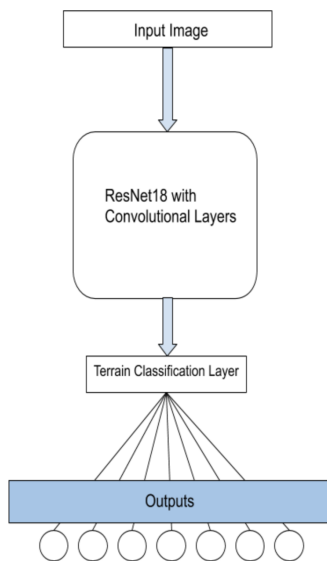 Input Image
ResNet18 with
Convolutional Layers
Terrain Classification Layer
Outputs